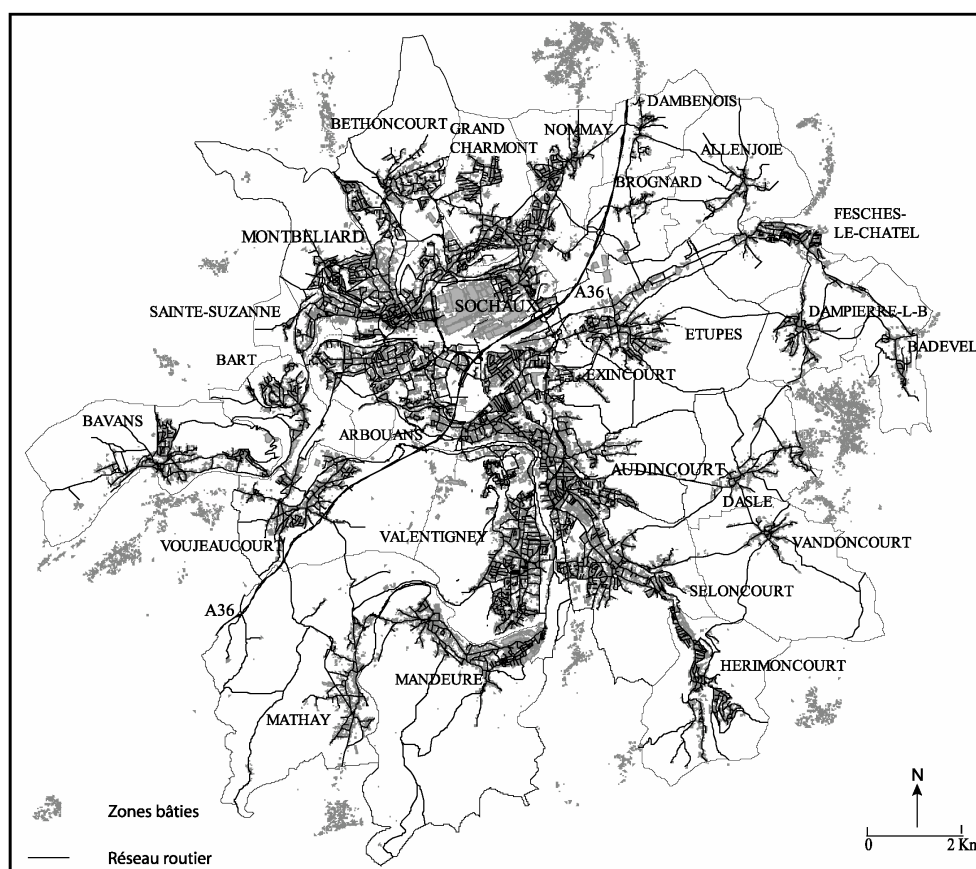 DAMBENOIS
BETHONCOURT
GRAND
CHARMONT
NOMMAY
ALLENJOIE
BROGNARD
FESCHES-
LE-CHATEL
MONTBELIARD
A36
SAINTE-SUZANNE
SOCHAUX
DAMPIERRE-L-B
ETUPES
BADEVEL
BART
EXINCOURT
BAVANS
ARBOUANS
AUDINCOURT
DASLE
VOUJEAUCOURT
VALENTIGNEY
VANDONCOURT
SELONCOURT
A36
HERIMONCOURT
MANDEURE
MATHAY
N
Zones bâties
0 2 Km
Réseau routier